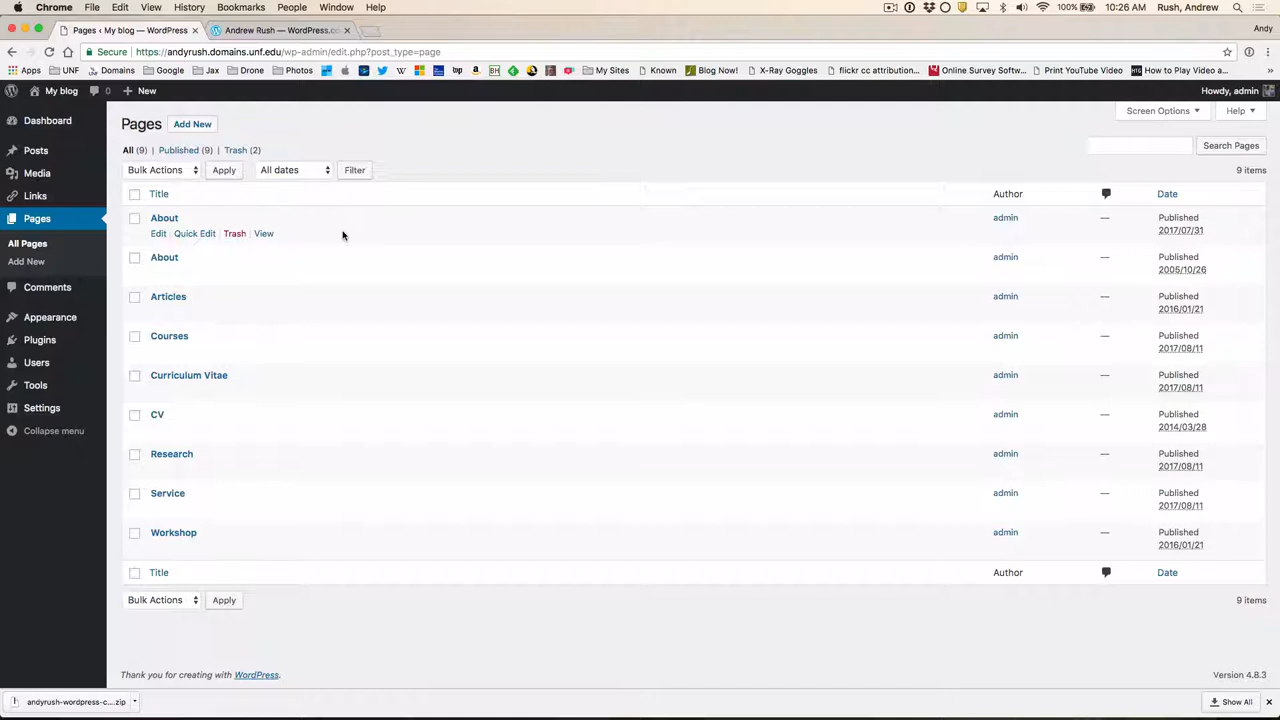 Chrome File Edit View History Bookmarks People Window Help 100% 10:26 AM Rush, Andrew
Pages ‹ My blog — WordPress × Andrew Rush — WordPress.co × Andy
Secure https://andyrush.domains.unf.edu/wp-admin/edit.php?post_type=page
Apps UNF Domains Google Jax Drone Photos My Sites Known Blog Now! X-Ray Goggles flickr cc attribution... Online Survey Softw... Print YouTube Video How to Play Video a... »
My blog 0 + New Howdy, admin
Screen Options Help
Dashboard
Posts
Media
Links
Pages
All Pages
Add New
Comments
Appearance
Plugins
Users
Tools
Settings
Collapse menu
Pages Add New
All (9) | Published (9) | Trash (2)
Search Pages
Bulk Actions Apply All dates Filter 9 items
Title Author Date
About admin — Published
Edit | Quick Edit | Trash | View 2017/07/31
About admin — Published
2005/10/26
Articles admin — Published
2016/01/21
Courses admin — Published
2017/08/11
Curriculum Vitae admin — Published
2017/08/11
CV admin — Published
2014/03/28
Research admin — Published
2017/08/11
Service admin — Published
2017/08/11
Workshop admin — Published
2016/01/21
Title Author Date
Bulk Actions Apply 9 items
Thank you for creating with WordPress. Version 4.8.3
andyrush-wordpress-c....zip Show All ×